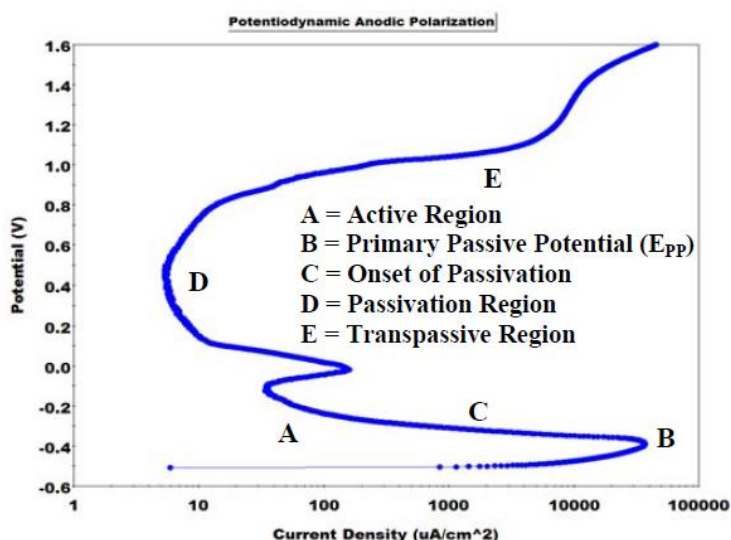 Potentiodynamic Anodic Polarization
1.6
1.4
1.2
1.0
0.8
0.6
0.4
0.2
0.0
-0.2
-0.4
-0.6
Potential (V)
E
A = Active Region
B = Primary Passive Potential (EPP)
C = Onset of Passivation
D = Passivation Region
E = Transpassive Region
D
C
A
B
1
10
100
1000
10000
100000
Current Density (uA/cm^2)